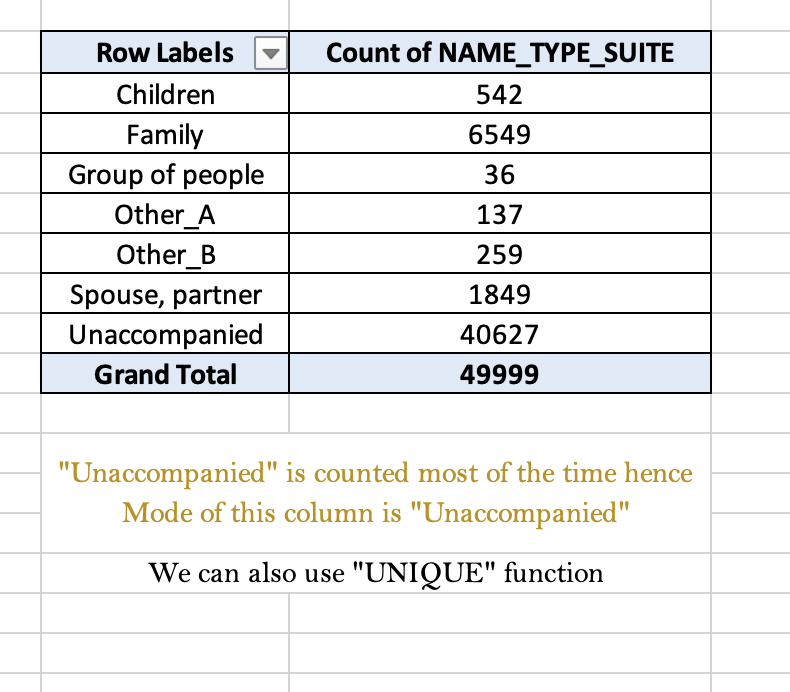 Row Labels Count of NAME_TYPE_SUITE
Children 542
Family 6549
Group of people 36
Other_A 137
Other_B 259
Spouse, partner 1849
Unaccompanied 40627
Grand Total 49999
"Unaccompanied" is counted most of the time hence
Mode of this column is "Unaccompanied"
We can also use "UNIQUE" function